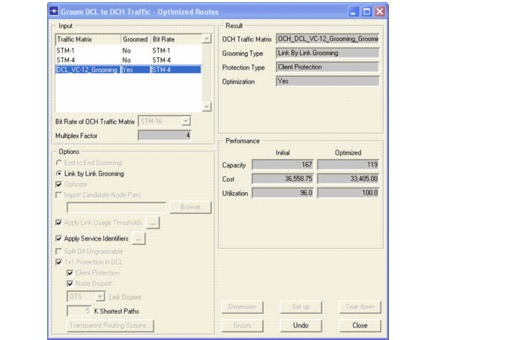 Groom DCL to OCH Traffic - Optimized Routes
Input
Traffic Matrix Groomed Bit Rate
STM-1 No STM-1
STM-4 No STM-4
DCL_VC-12_Grooming Yes STM-4
Bit Rate of OCH Traffic Matrix STM-16
Multiplex Factor 4
Options
End to End Grooming
Link by Link Grooming
Optimize
Import Candidate Node Pairs
Browse
Apply Link Usage Thresholds ...
Apply Service Identifiers ...
Split Off Ungroomable
1+1 Protection in DCL
Client Protection
Node Disjoint
OTS Link Disjoint
5 K Shortest Paths
Transparent Routing Options...
Result
OCH Traffic Matrix OCH_DCL_VC-12_Grooming_Groomin
Grooming Type Link By Link Grooming
Protection Type Client Protection
Optimization Yes
Performance
Initial Optimized
Capacity 167 119
Cost 36,558.75 33,405.00
Utilization 96.0 100.0
Dimension Set up Tear down
Groom Undo Close